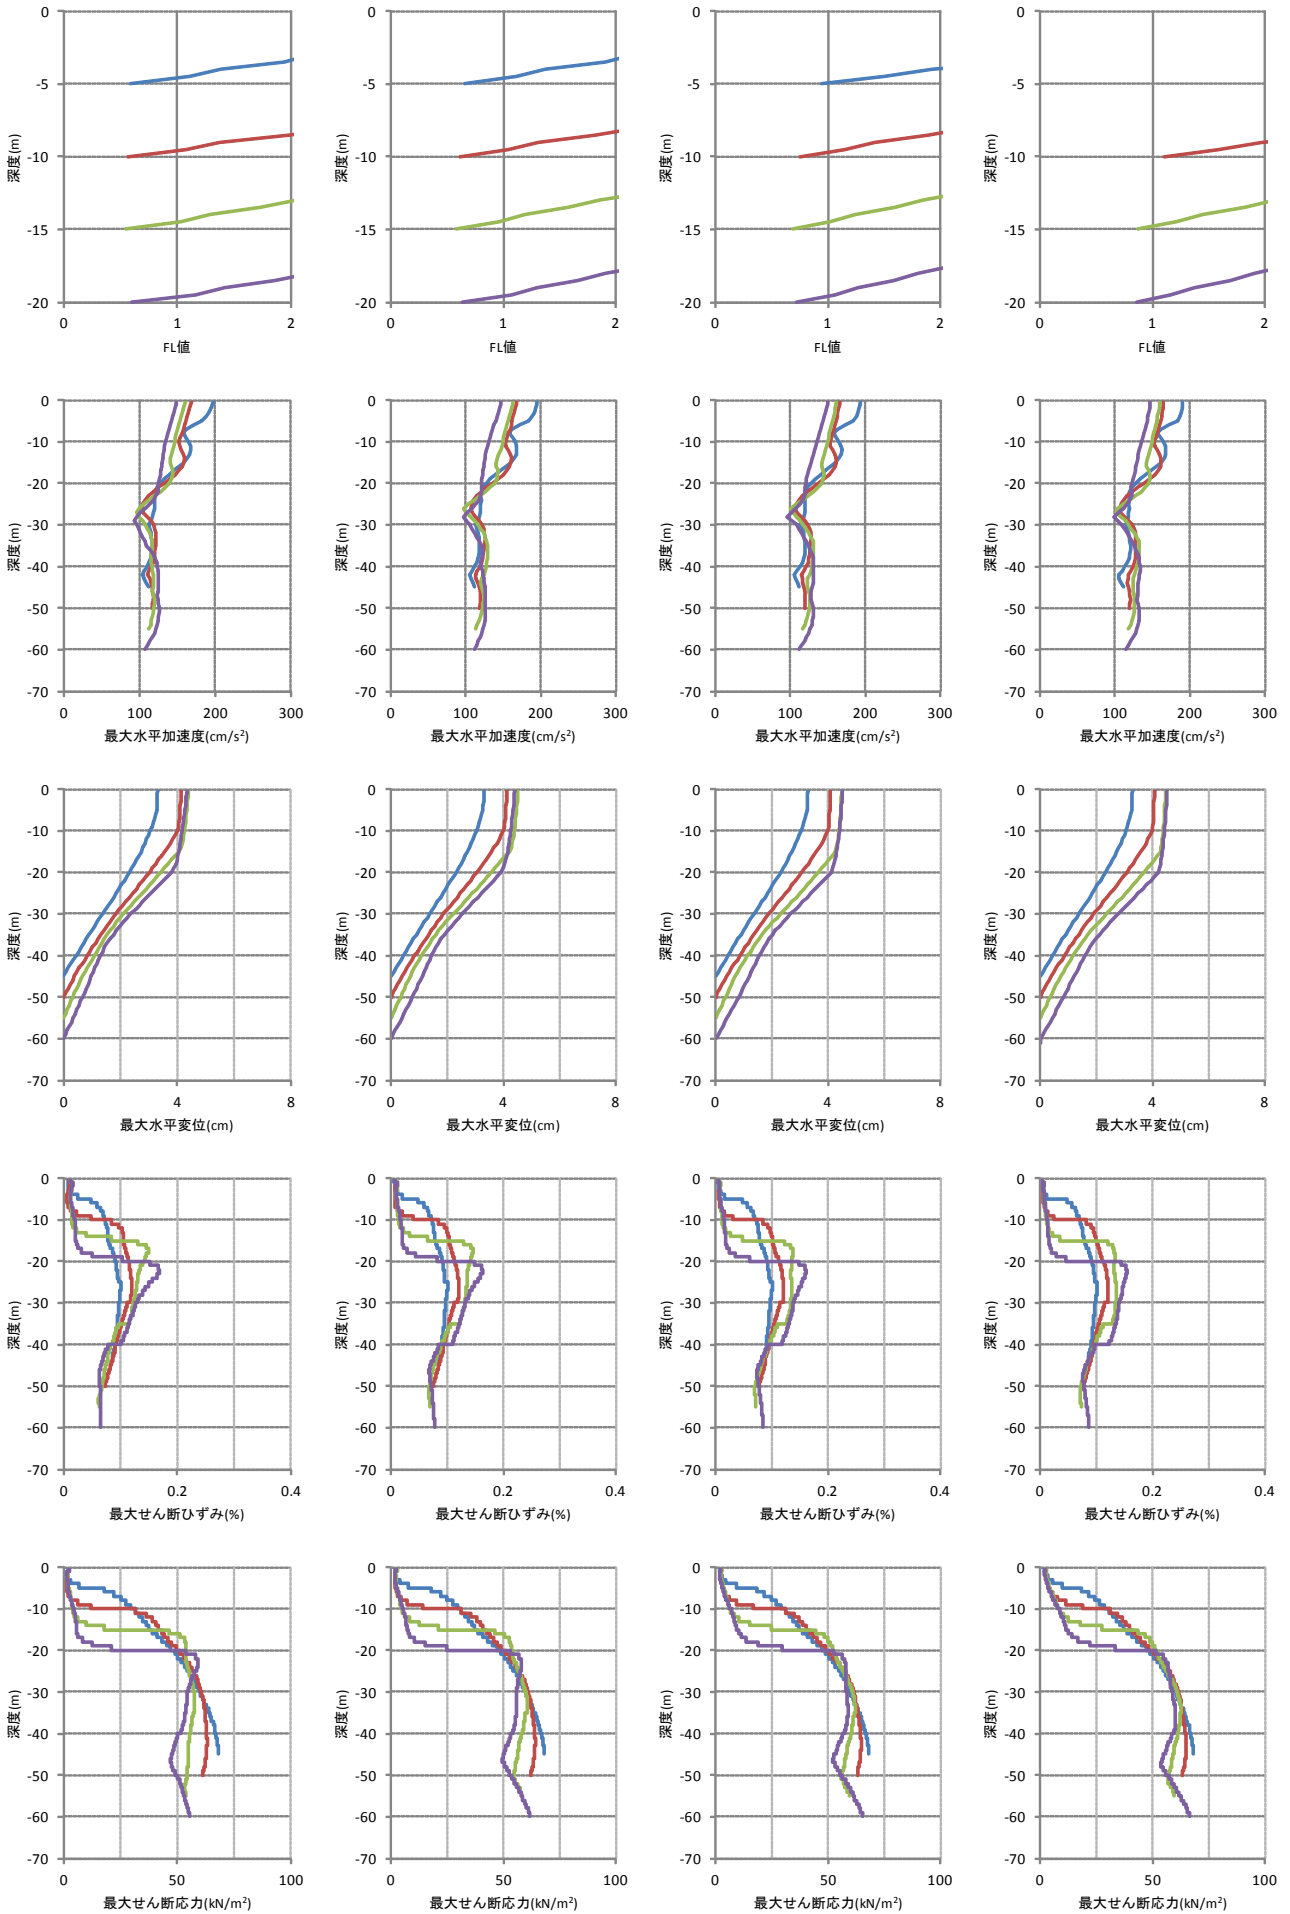 0 0 0 0
-5 -5 -5 -5
深度(m) 深度(m) 深度(m) 深度(m)
-10 -10 -10 -10
-15 -15 -15 -15
-20 -20 -20 -20
0 1 2 0 1 2 0 1 2 0 1 2
FL値 FL値 FL値 FL値
0 0 0 0
-10 -10 -10 -10
-20 -20 -20 -20
-30 -30 -30 -30
深度(m) 深度(m) 深度(m) 深度(m)
-40 -40 -40 -40
-50 -50 -50 -50
-60 -60 -60 -60
-70 -70 -70 -70
0 100 200 300 0 100 200 300 0 100 200 300 0 100 200 300
最大水平加速度(cm/s²) 最大水平加速度(cm/s²) 最大水平加速度(cm/s²) 最大水平加速度(cm/s²)
0 0 0 0
-10 -10 -10 -10
-20 -20 -20 -20
-30 -30 -30 -30
深度(m) 深度(m) 深度(m) 深度(m)
-40 -40 -40 -40
-50 -50 -50 -50
-60 -60 -60 -60
-70 -70 -70 -70
0 4 8 0 4 8 0 4 8 0 4 8
最大水平変位(cm) 最大水平変位(cm) 最大水平変位(cm) 最大水平変位(cm)
0 0 0 0
-10 -10 -10 -10
-20 -20 -20 -20
-30 -30 -30 -30
深度(m) 深度(m) 深度(m) 深度(m)
-40 -40 -40 -40
-50 -50 -50 -50
-60 -60 -60 -60
-70 -70 -70 -70
0 0.2 0.4 0 0.2 0.4 0 0.2 0.4 0 0.2 0.4
最大せん断ひずみ(%) 最大せん断ひずみ(%) 最大せん断ひずみ(%) 最大せん断ひずみ(%)
0 0 0 0
-10 -10 -10 -10
-20 -20 -20 -20
-30 -30 -30 -30
深度(m) 深度(m) 深度(m) 深度(m)
-40 -40 -40 -40
-50 -50 -50 -50
-60 -60 -60 -60
-70 -70 -70 -70
0 50 100 0 50 100 0 50 100 0 50 100
最大せん断応力(kN/m²) 最大せん断応力(kN/m²) 最大せん断応力(kN/m²) 最大せん断応力(kN/m²)